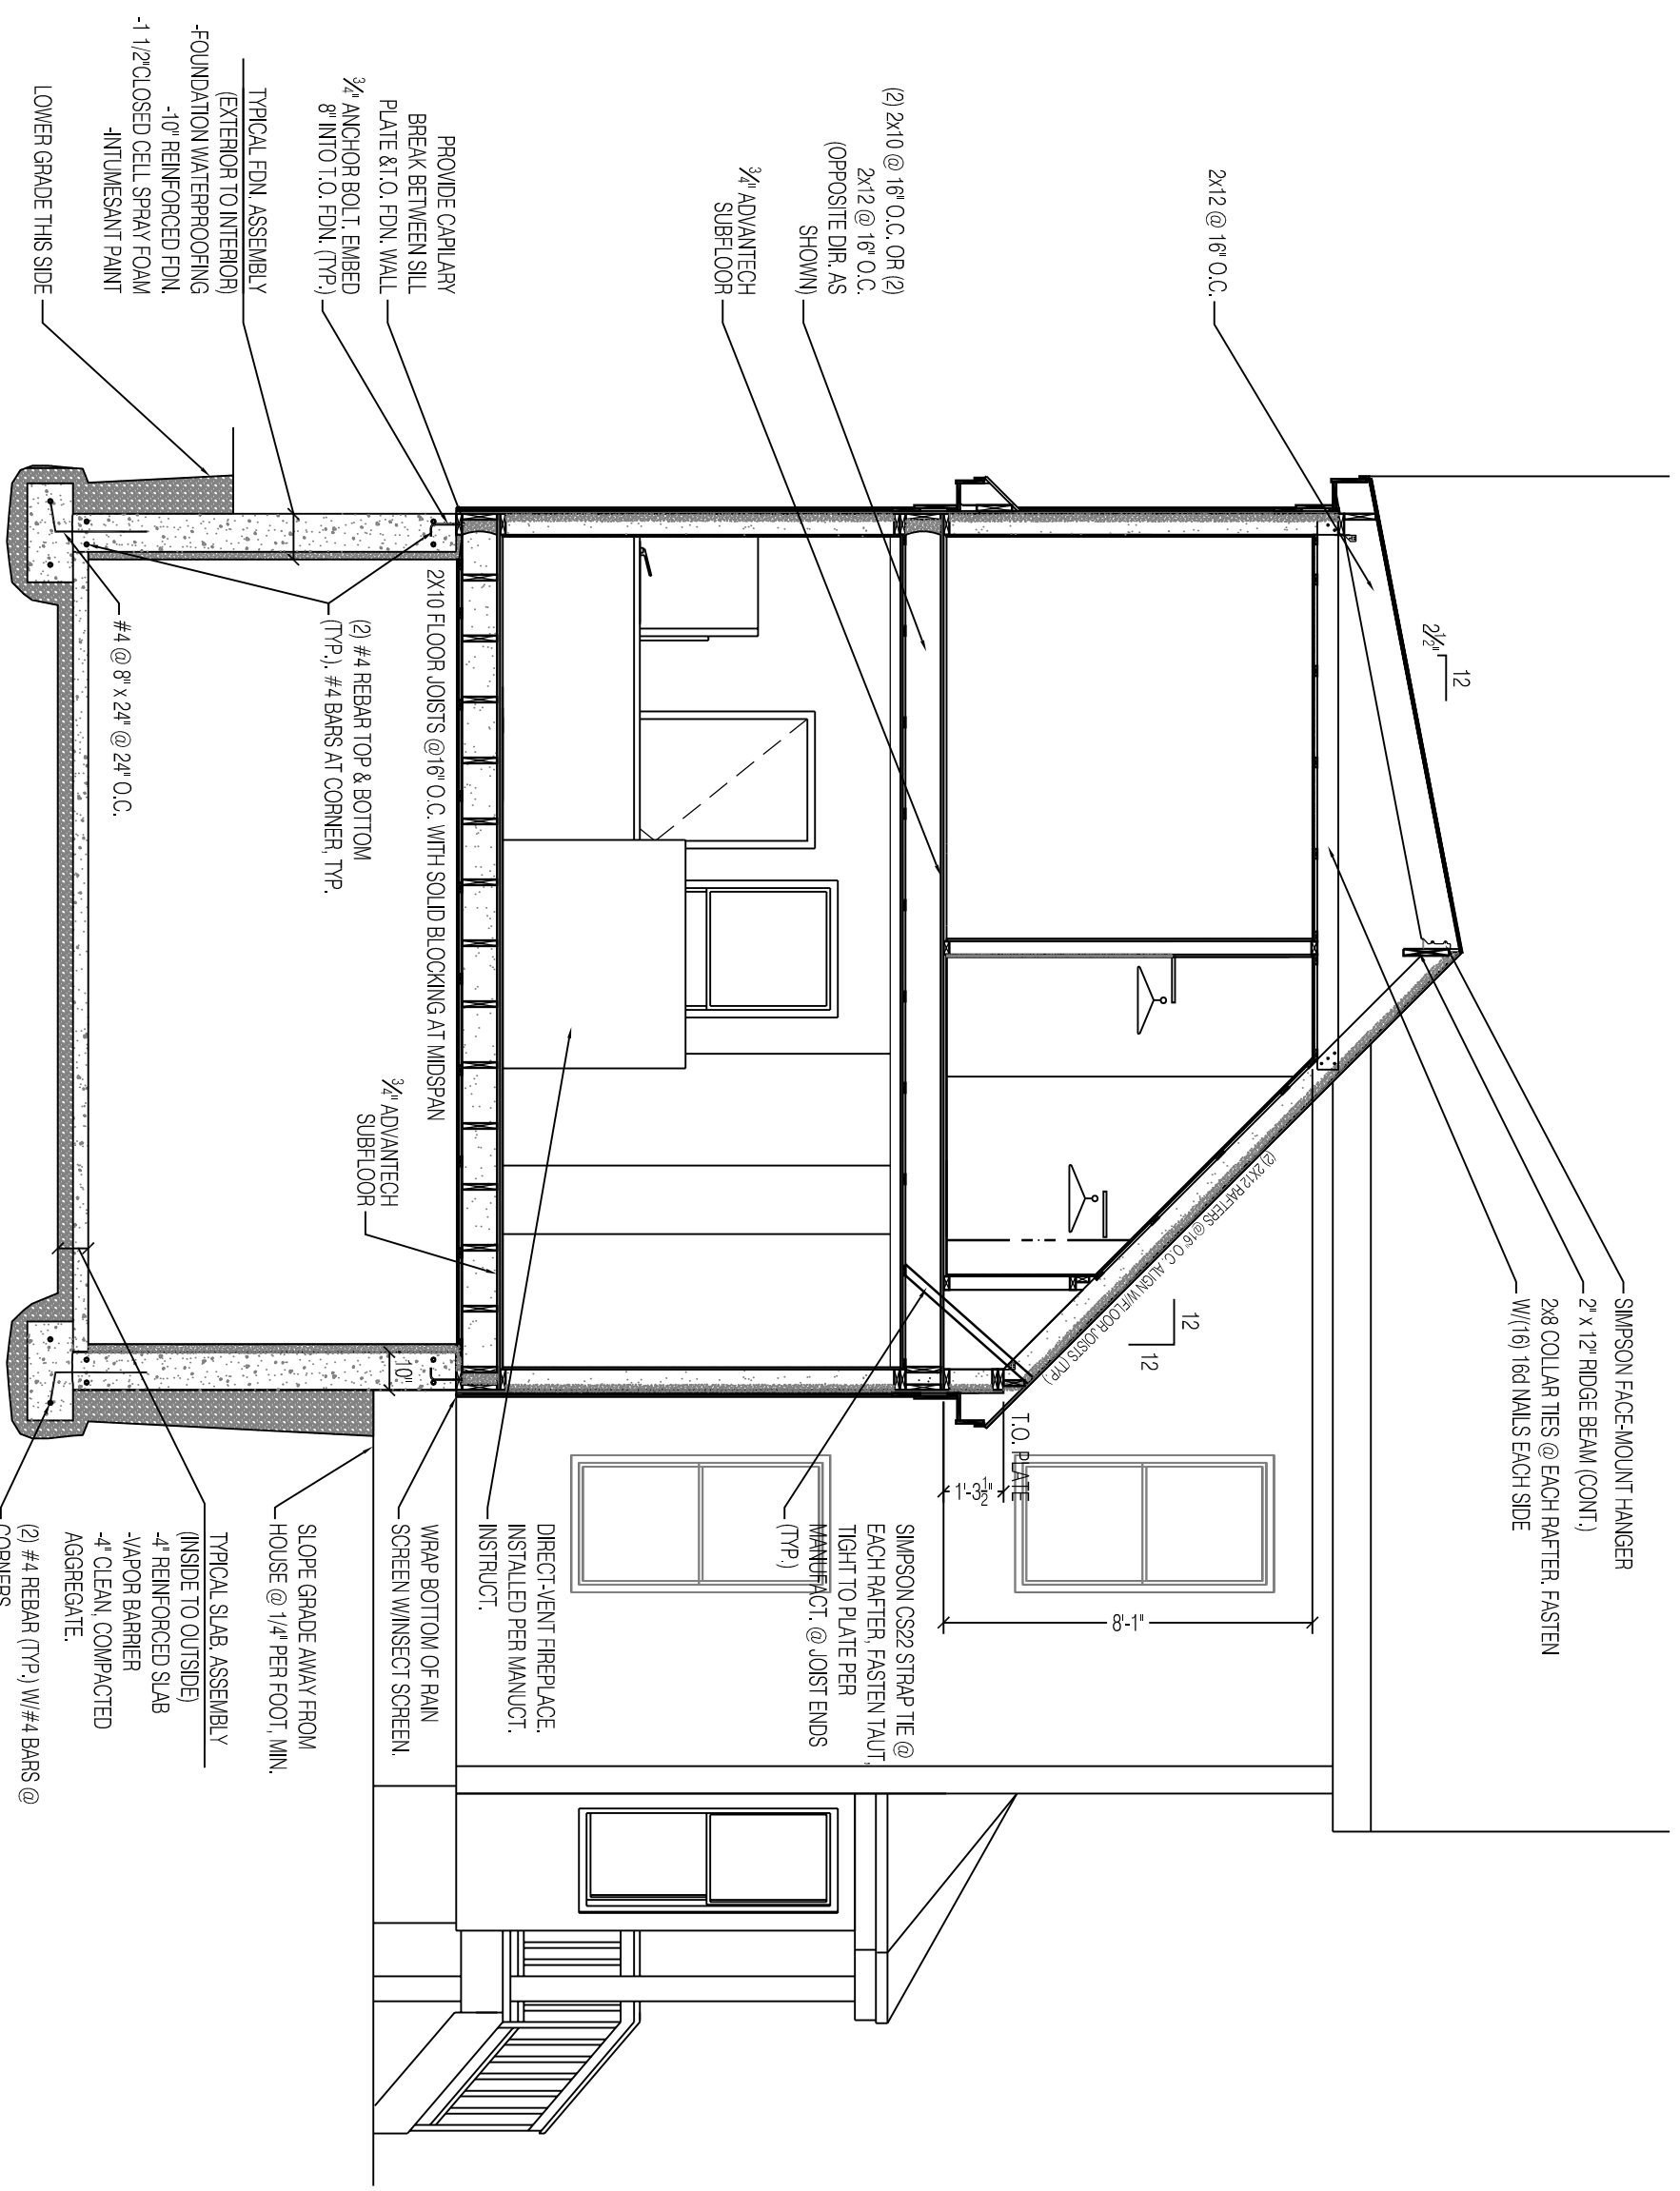 SIMPSON FACE-MOUNT HANGER
2" x 12" RIDGE BEAM (CONT.)
2x8 COLLAR TIES @ EACH RAFTER. FASTEN
W/(16) 16d NAILS EACH SIDE
12
2½"
2x12 @ 16" O.C.
12
12
(2) 2X12 RAFTERS @16" O.C. ALIGN W/FLOOR JOISTS (TYP.)
T.O. PLATE
1'-3½"
8'-1"
(2) 2x10 @ 16" O.C. OR (2)
2x12 @ 16" O.C.
(OPPOSITE DIR. AS
SHOWN)
¾" ADVANTECH
SUBFLOOR
SIMPSON CS22 STRAP TIE @
EACH RAFTER, FASTEN TAUT,
TIGHT TO PLATE PER
MANUFACT. @ JOIST ENDS
(TYP.)
DIRECT-VENT FIREPLACE.
INSTALLED PER MANUCT.
INSTRUCT.
PROVIDE CAPILARY
BREAK BETWEEN SILL
PLATE & T.O. FDN. WALL
¾" ANCHOR BOLT. EMBED
8" INTO T.O. FDN. (TYP.)
2X10 FLOOR JOISTS @16" O.C. WITH SOLID BLOCKING AT MIDSPAN
¾" ADVANTECH
SUBFLOOR
WRAP BOTTOM OF RAIN
SCREEN W/INSECT SCREEN.
(2) #4 REBAR TOP & BOTTOM
(TYP.). #4 BARS AT CORNER, TYP.
10"
SLOPE GRADE AWAY FROM
HOUSE @ 1/4" PER FOOT, MIN.
TYPICAL FDN. ASSEMBLY
(EXTERIOR TO INTERIOR)
-FOUNDATION WATERPROOFING
-10" REINFORCED FDN.
-1 1/2"CLOSED CELL SPRAY FOAM
-INTUMESANT PAINT
LOWER GRADE THIS SIDE
#4 @ 8" x 24" @ 24" O.C.
TYPICAL SLAB. ASSEMBLY
(INSIDE TO OUTSIDE)
-4" REINFORCED SLAB
-VAPOR BARRIER
-4" CLEAN, COMPACTED
AGGREGATE.
(2) #4 REBAR (TYP.) W/#4 BARS @
CORNERS